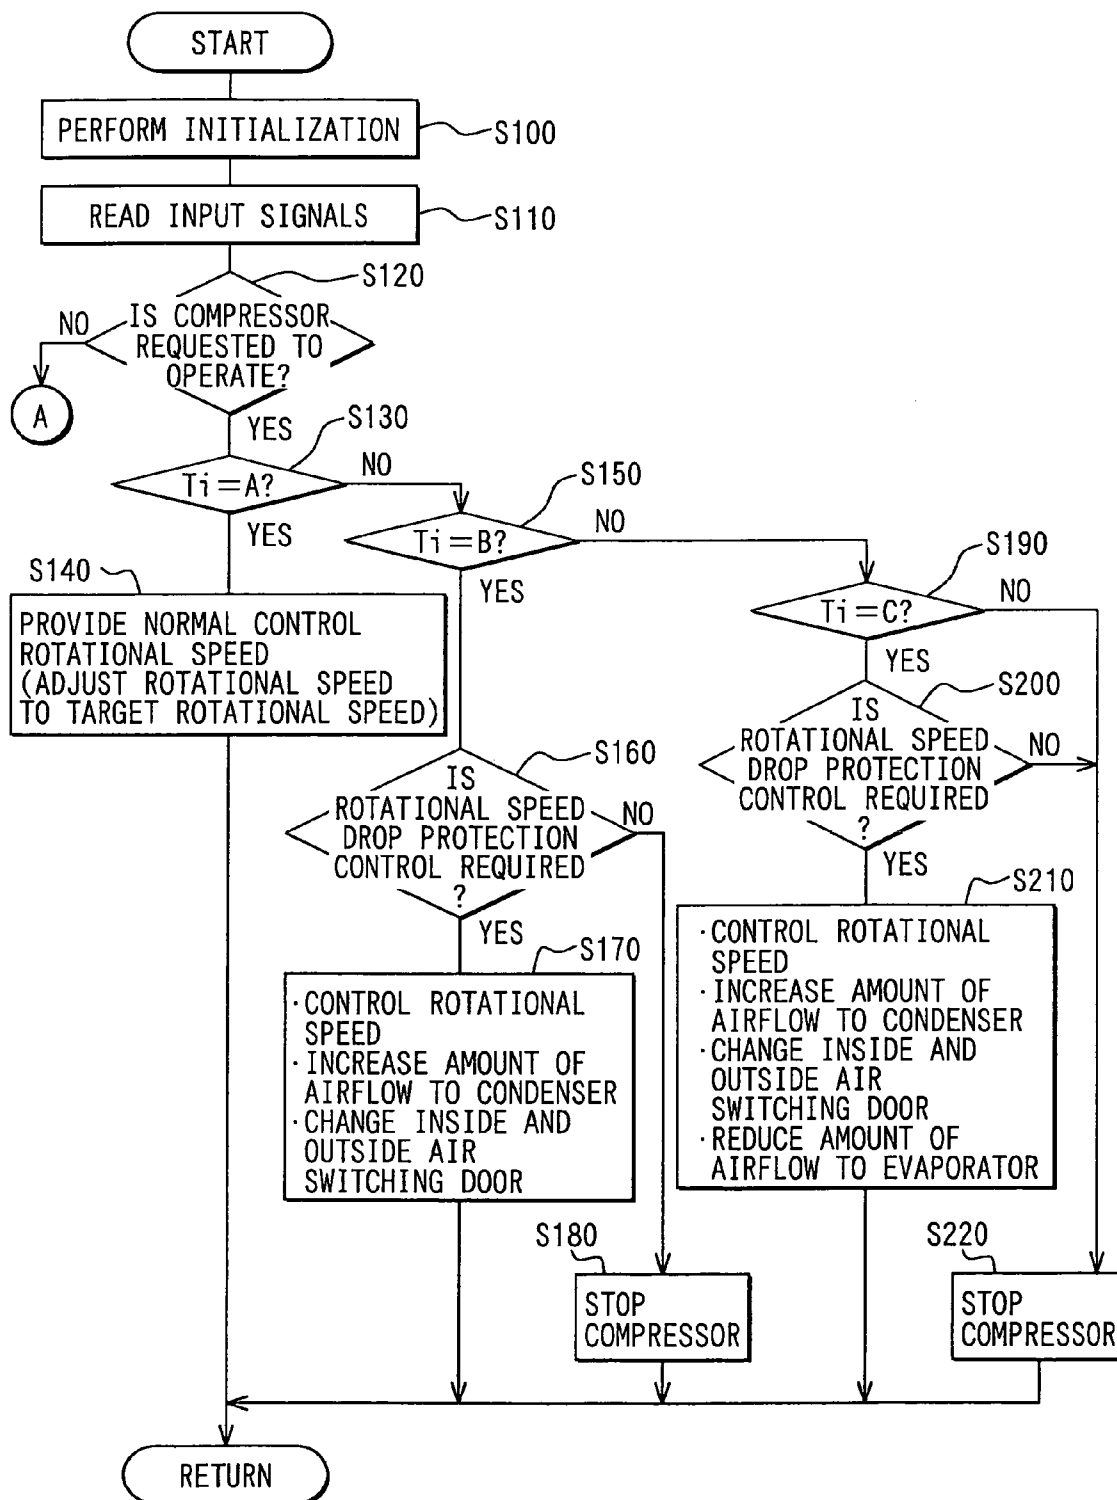 START
PERFORM INITIALIZATION
S100
READ INPUT SIGNALS
S110
S120
IS COMPRESSOR
REQUESTED TO
OPERATE?
NO
A
YES
S130
Ti=A?
NO
YES
S140
PROVIDE NORMAL CONTROL
ROTATIONAL SPEED
(ADJUST ROTATIONAL SPEED
TO TARGET ROTATIONAL SPEED)
S150
Ti=B?
NO
YES
S160
IS
ROTATIONAL SPEED
DROP PROTECTION
CONTROL REQUIRED
?
NO
YES
S170
·CONTROL ROTATIONAL
SPEED
·INCREASE AMOUNT OF
AIRFLOW TO CONDENSER
·CHANGE INSIDE AND
OUTSIDE AIR
SWITCHING DOOR
S180
STOP
COMPRESSOR
S190
Ti=C?
NO
YES
S200
IS
ROTATIONAL SPEED
DROP PROTECTION
CONTROL REQUIRED
?
NO
YES
S210
·CONTROL ROTATIONAL
SPEED
·INCREASE AMOUNT OF
AIRFLOW TO CONDENSER
·CHANGE INSIDE AND
OUTSIDE AIR
SWITCHING DOOR
·REDUCE AMOUNT OF
AIRFLOW TO EVAPORATOR
S220
STOP
COMPRESSOR
RETURN